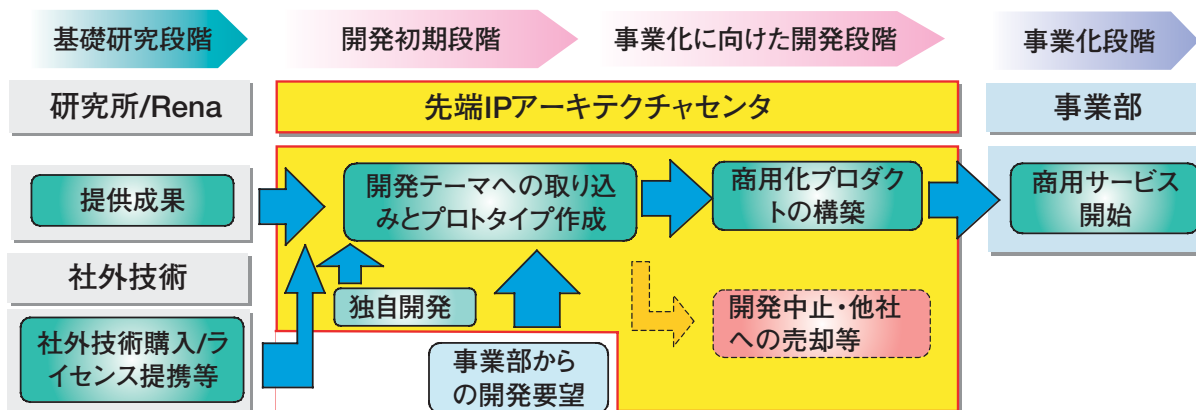 基礎研究段階
開発初期段階
事業化に向けた開発段階
事業化段階
研究所/Rena
先端IPアーキテクチャセンタ
事業部
提供成果
開発テーマへの取り込
みとプロトタイプ作成
商用化プロダク
トの構築
商用サービス
開始
社外技術
独自開発
開発中止・他社
への売却等
社外技術購入/ラ
イセンス提携等
事業部から
の開発要望